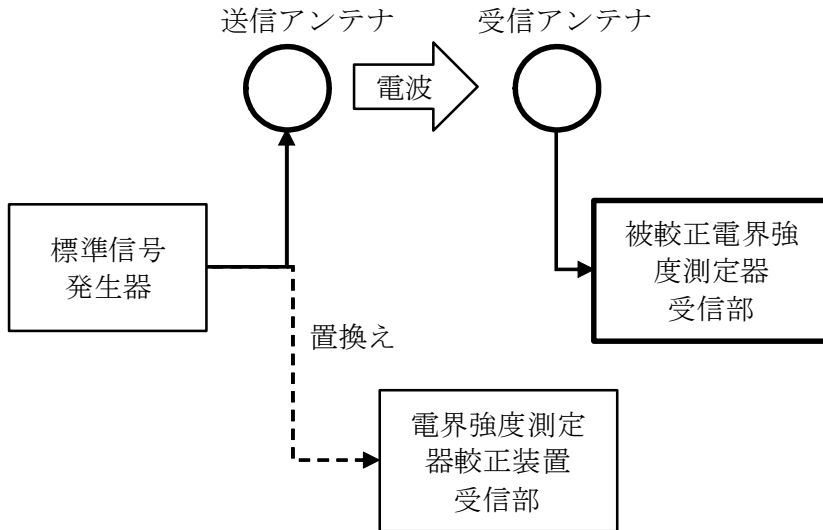 送信アンテナ
受信アンテナ
電波
標準信号
発生器
被較正電界強
度測定器
受信部
置換え
電界強度測定
器較正装置
受信部